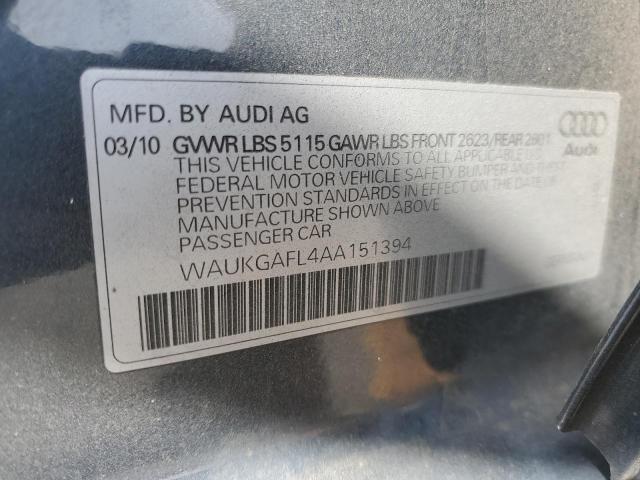 MFD. BY AUDI AG
03/10 GVWR LBS 5115 GAWR LBS FRONT 2623/REAR 2601
THIS VEHICLE CONFORMS TO ALL APPLICABLE US
FEDERAL MOTOR VEHICLE SAFETY BUMPER AND THEFT
PREVENTION STANDARDS IN EFFECT ON THE DATE OF
MANUFACTURE SHOWN ABOVE
PASSENGER CAR
WAUKGAFL4AA151394
Audi